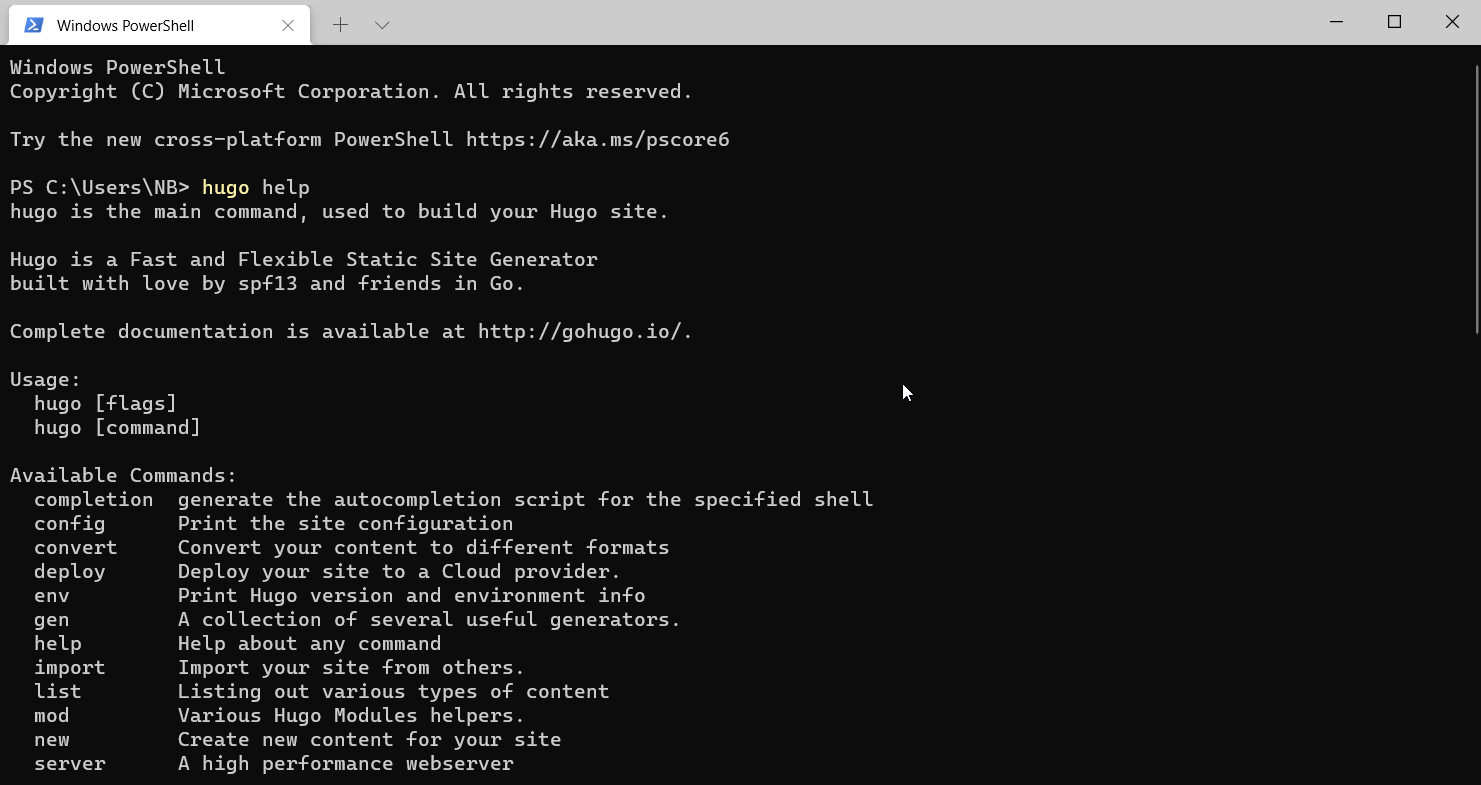 Windows PowerShell
Windows PowerShell
Copyright (C) Microsoft Corporation. All rights reserved.
Try the new cross-platform PowerShell https://aka.ms/pscore6
PS C:\Users\NB> hugo help
hugo is the main command, used to build your Hugo site.
Hugo is a Fast and Flexible Static Site Generator
built with love by spf13 and friends in Go.
Complete documentation is available at http://gohugo.io/.
Usage:
  hugo [flags]
  hugo [command]
Available Commands:
  completion  generate the autocompletion script for the specified shell
  config      Print the site configuration
  convert     Convert your content to different formats
  deploy      Deploy your site to a Cloud provider.
  env         Print Hugo version and environment info
  gen         A collection of several useful generators.
  help        Help about any command
  import      Import your site from others.
  list        Listing out various types of content
  mod         Various Hugo Modules helpers.
  new         Create new content for your site
  server      A high performance webserver